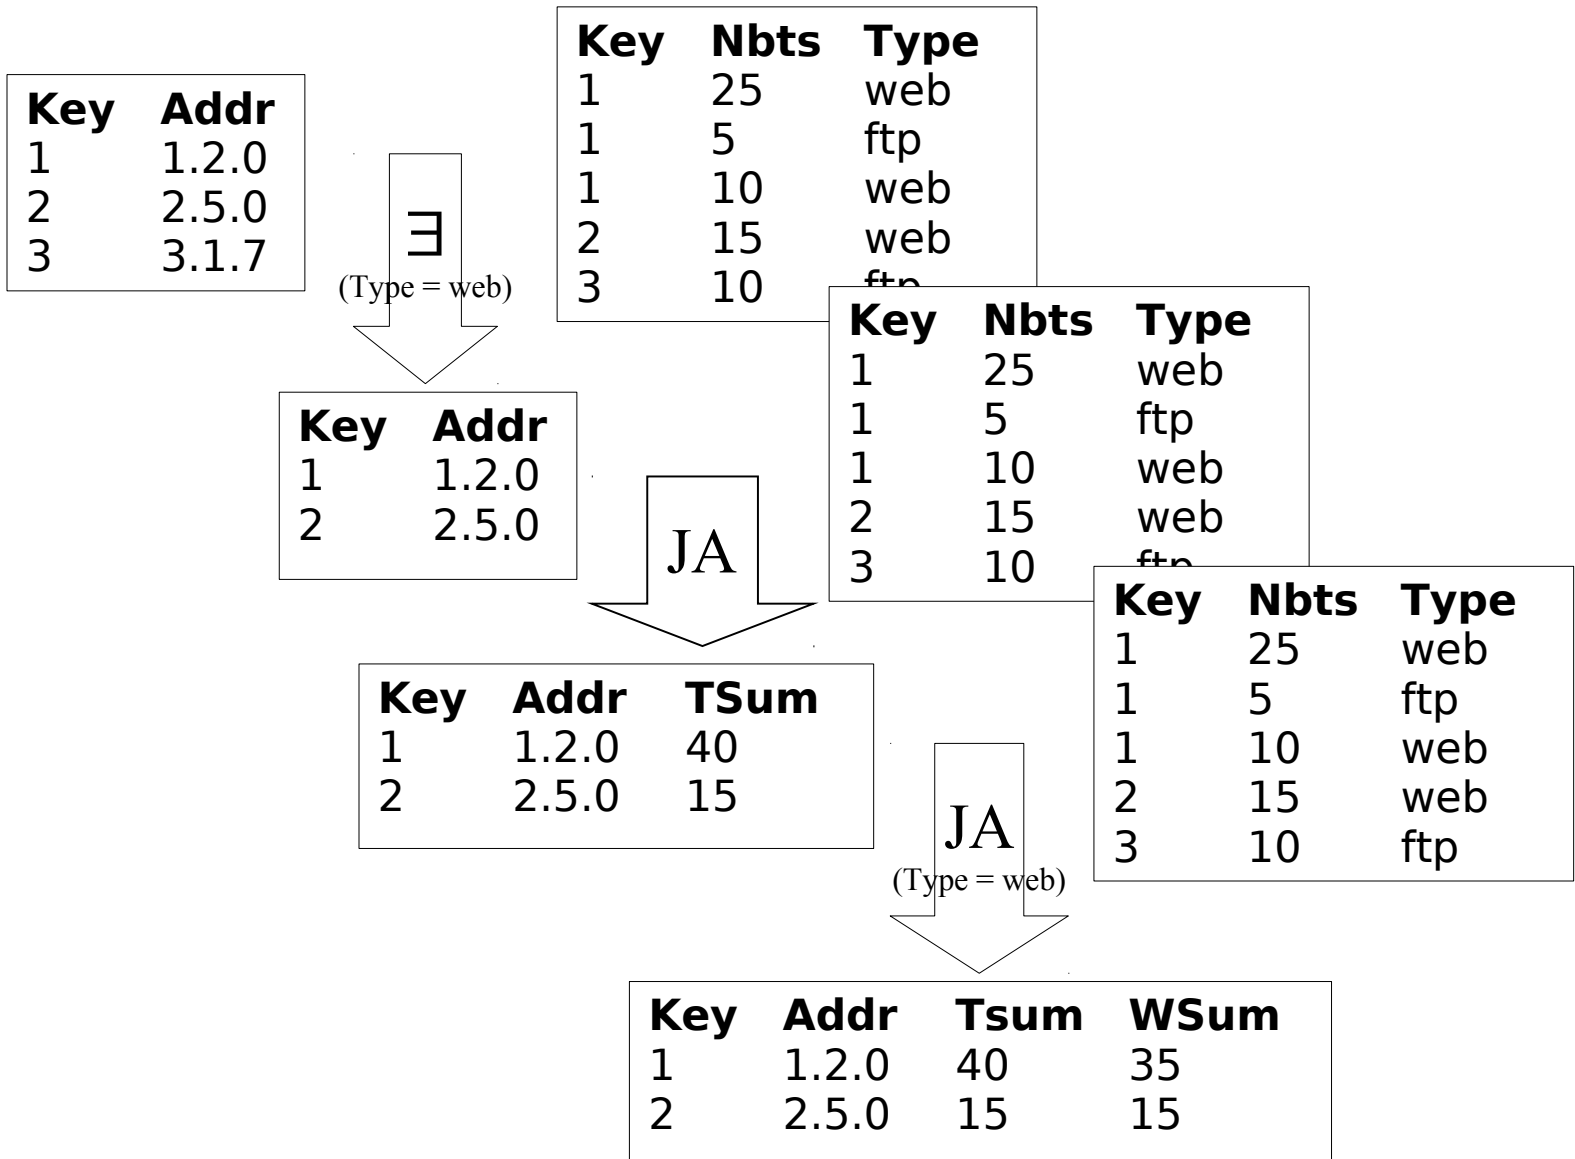 Key Addr
1 1.2.0
2 2.5.0
3 3.1.7
∃
(Type = web)
Key Nbts Type
1 25 web
1 5 ftp
1 10 web
2 15 web
3 10 ftp
Key Addr
1 1.2.0
2 2.5.0
JA
Key Nbts Type
1 25 web
1 5 ftp
1 10 web
2 15 web
3 10 ftp
Key Addr TSum
1 1.2.0 40
2 2.5.0 15
JA
(Type = web)
Key Nbts Type
1 25 web
1 5 ftp
1 10 web
2 15 web
3 10 ftp
Key Addr Tsum WSum
1 1.2.0 40 35
2 2.5.0 15 15